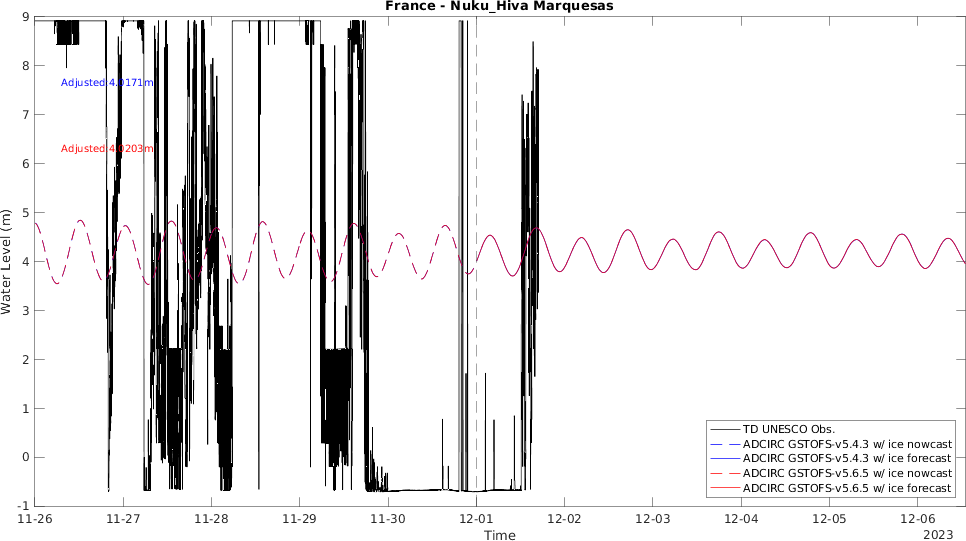 France - Nuku_Hiva Marquesas
9
8
7
6
5
4
3
2
1
0
-1
Water Level (m)
Adjusted 4.0171m
Adjusted 4.0203m
TD UNESCO Obs.
ADCIRC GSTOFS-v5.4.3 w/ ice nowcast
ADCIRC GSTOFS-v5.4.3 w/ ice forecast
ADCIRC GSTOFS-v5.6.5 w/ ice nowcast
ADCIRC GSTOFS-v5.6.5 w/ ice forecast
11-26 11-27 11-28 11-29 11-30 12-01 12-02 12-03 12-04 12-05 12-06
Time
2023